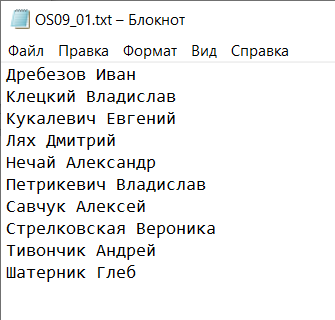 OS09_01.txt – Блокнот
Файл Правка Формат Вид Справка
Дребезов Иван
Клецкий Владислав
Кукалевич Евгений
Лях Дмитрий
Нечай Александр
Петрикевич Владислав
Савчук Алексей
Стрелковская Вероника
Тивончик Андрей
Шатерник Глеб